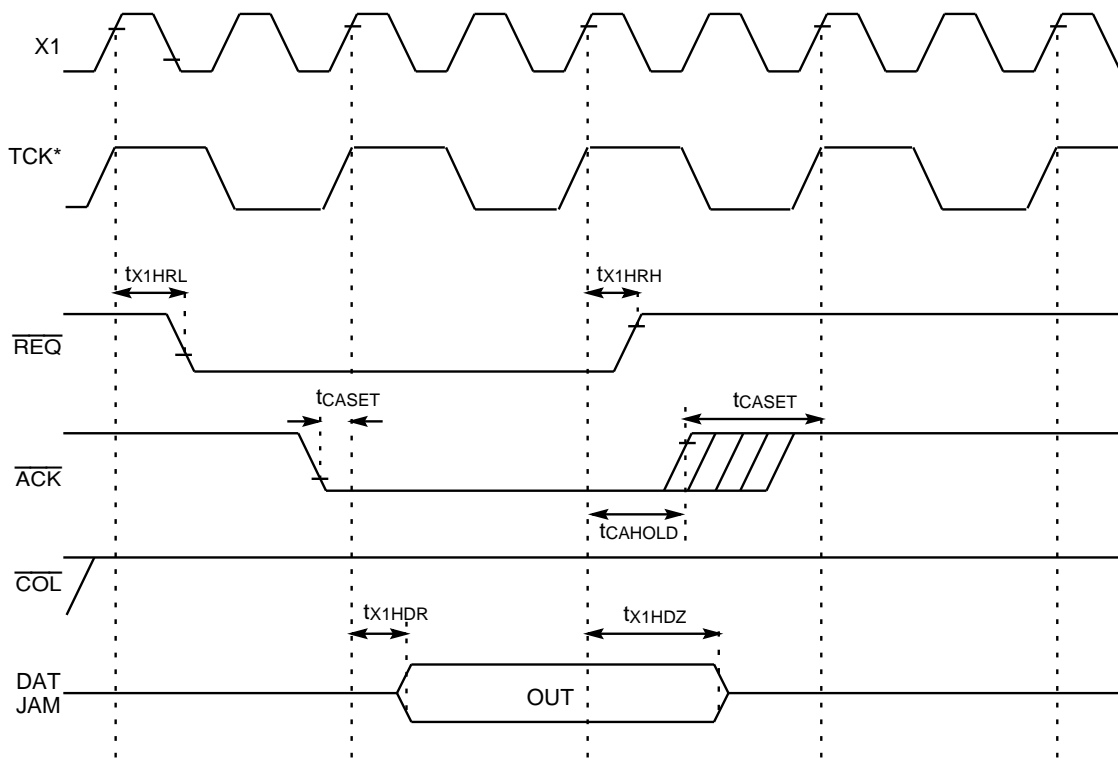 X1
TCK*
tX1HRL
tX1HRH
REQ
tCASET
tCASET
ACK
tCAHOLD
COL
tX1HDR
tX1HDZ
DAT
JAM
OUT